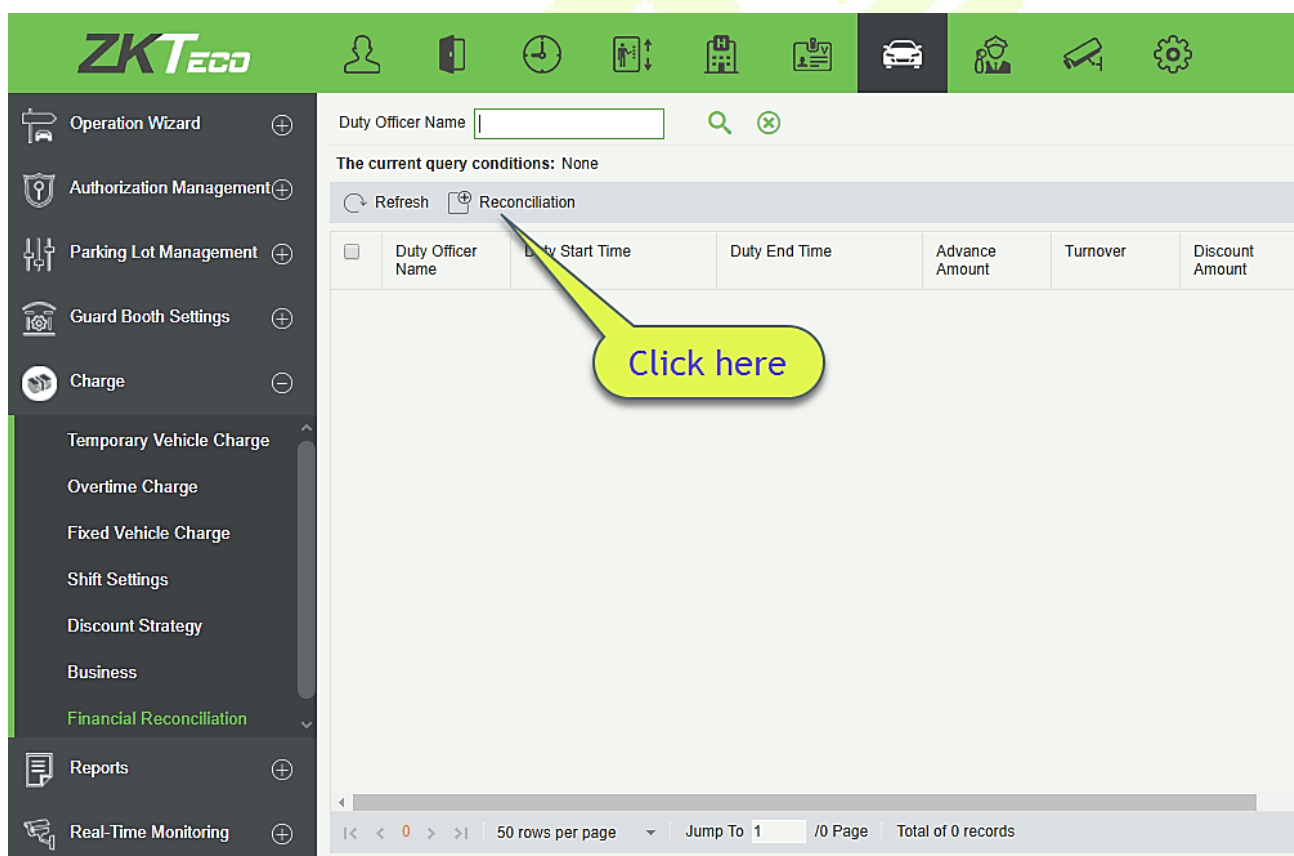 ZKTeco
Operation Wizard
Authorization Management
Parking Lot Management
Guard Booth Settings
Charge
Temporary Vehicle Charge
Overtime Charge
Fixed Vehicle Charge
Shift Settings
Discount Strategy
Business
Financial Reconciliation
Reports
Real-Time Monitoring
Duty Officer Name
The current query conditions: None
Refresh Reconciliation
Duty Officer Duty Start Time Duty End Time Advance Turnover Discount
Name Amount Amount
Click here
|< < 0 > >| 50 rows per page Jump To 1 /0 Page Total of 0 records